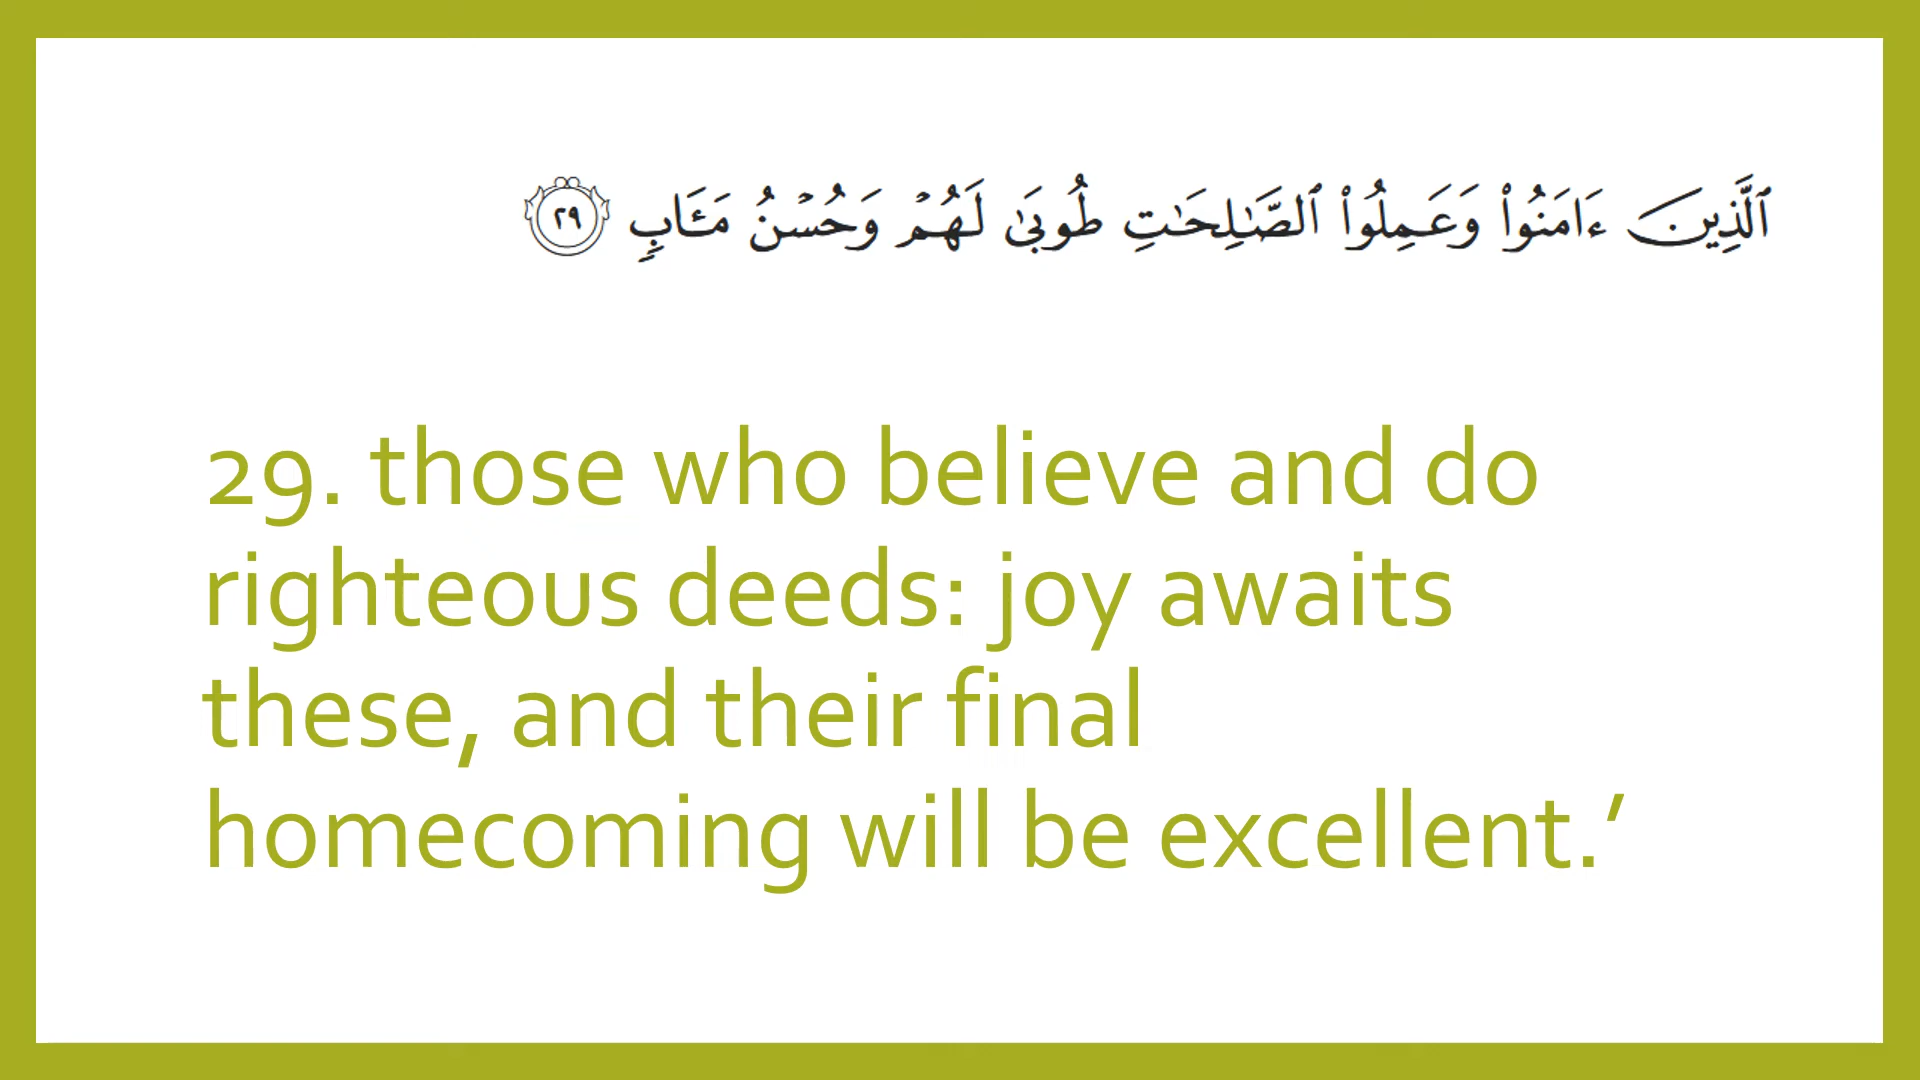 ٱلَّذِينَ ءَامَنُوا۟ وَعَمِلُوا۟ ٱلصَّـٰلِحَـٰتِ طُوبَىٰ لَهُمْ وَحُسْنُ مَـَٔابٍ ٢٩
29. those who believe and do
righteous deeds: joy awaits
these, and their final
homecoming will be excellent.’